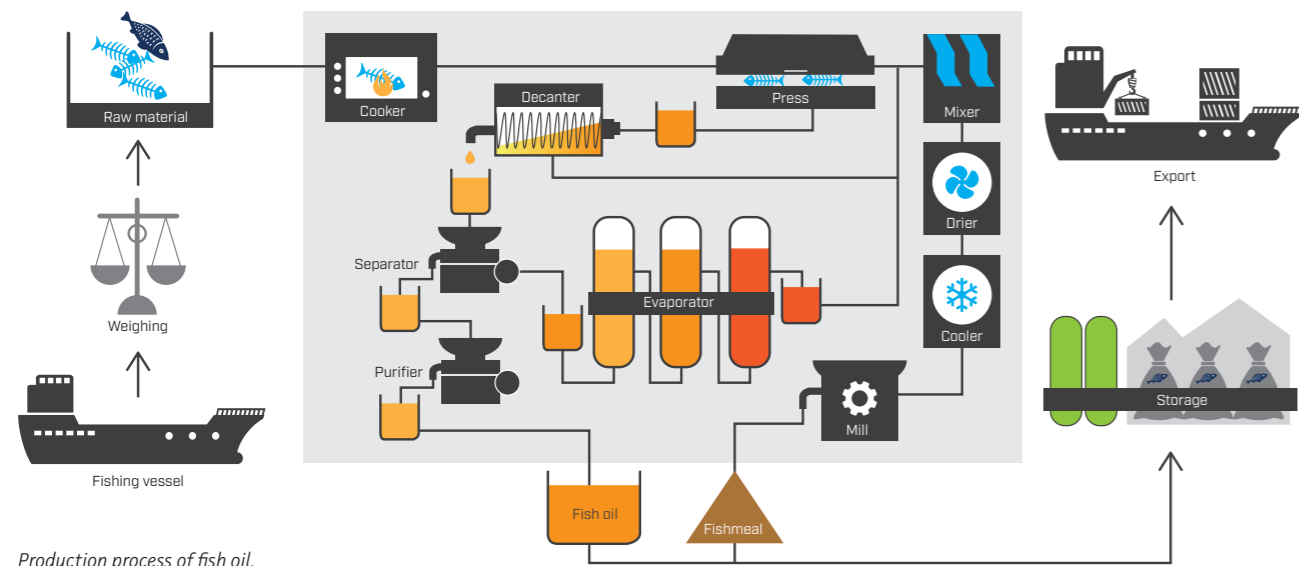 Raw material
Cooker
Decanter
Press
Mixer
Export
Drier
Separator
Evaporator
Weighing
Cooler
Purifier
Storage
Mill
Fishing vessel
Fish oil
Fishmeal
Production process of fish oil.